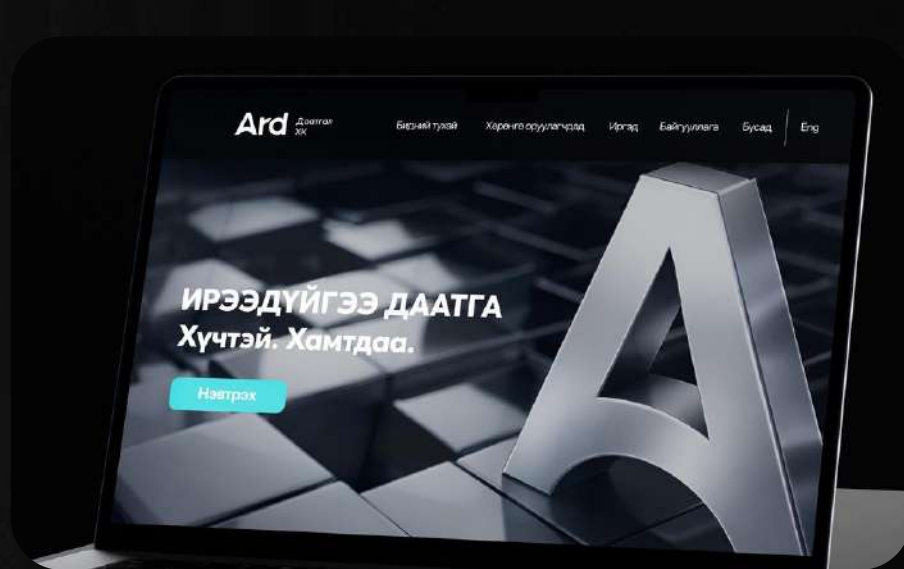 Ard Даатгал ХК
Бидний тухай Хөрөнгө оруулагчдад Иргэд Байгууллага Бусад Eng
ИРЭЭДҮЙГЭЭ ДААТГА
Хүчтэй. Хамтдаа.
Нэвтрэх